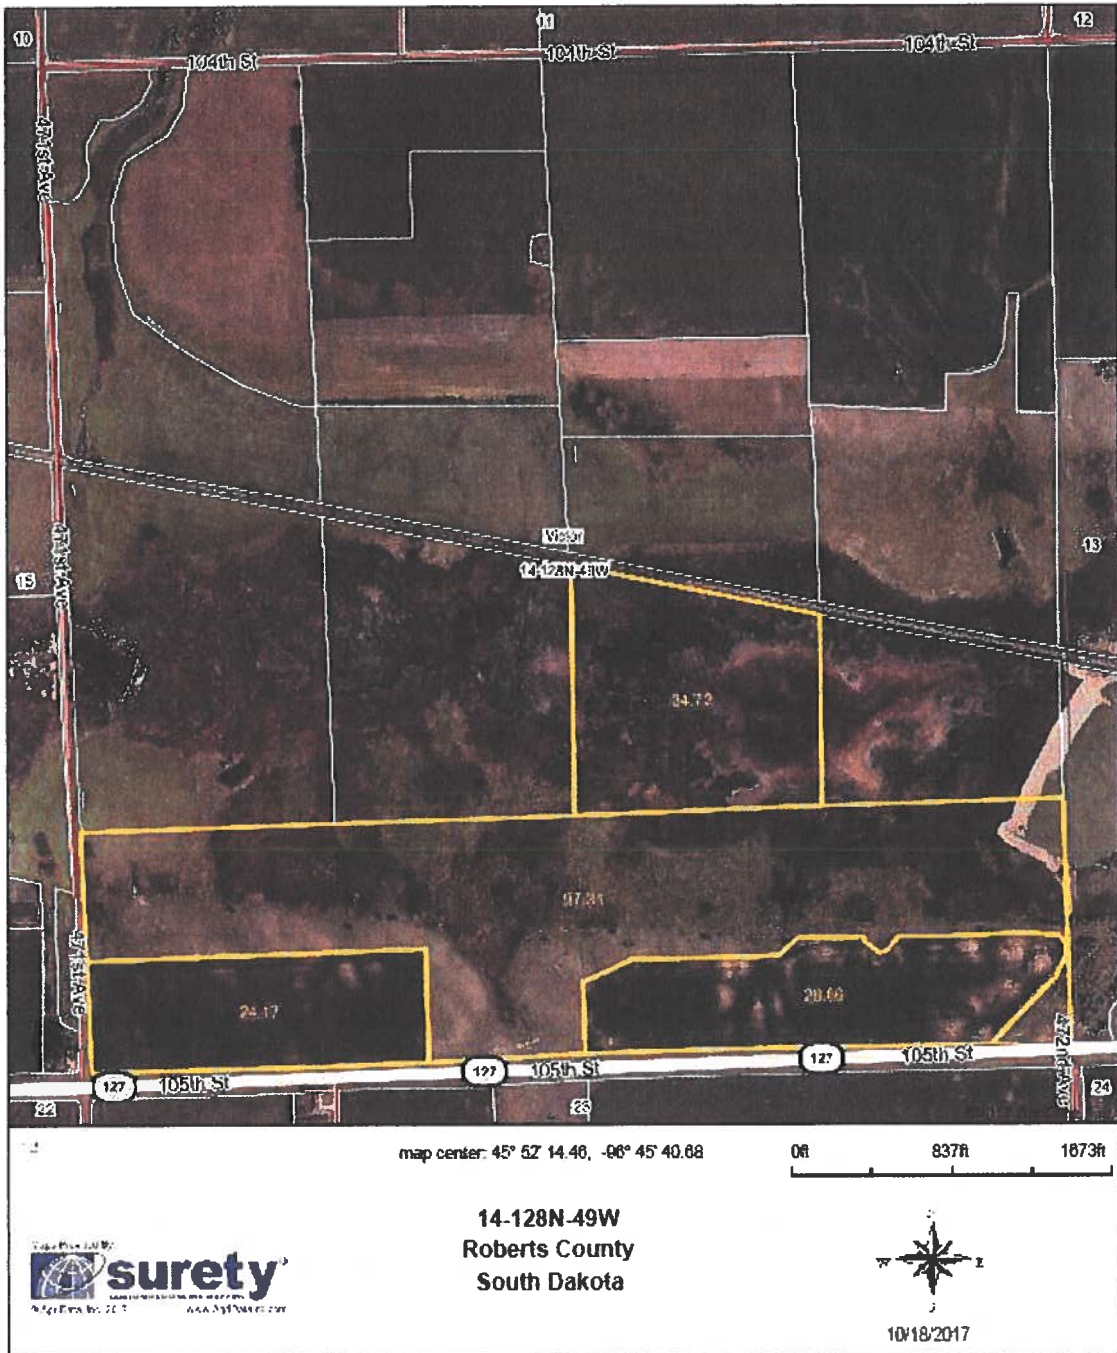 10
11
12
104th St
104th St
104th St
471st Ave
13
Victor
14-128N-49W
471st Ave
15
34.73
97.31
24.17
471st Ave
472nd Ave
127
105th St
127
105th St
127
105th St
22
23
24
map center: 45° 52' 14.46, -96° 45' 40.68
0ft
837ft
1673ft
14-128N-49W
Roberts County
South Dakota
surety
W
E
10/18/2017